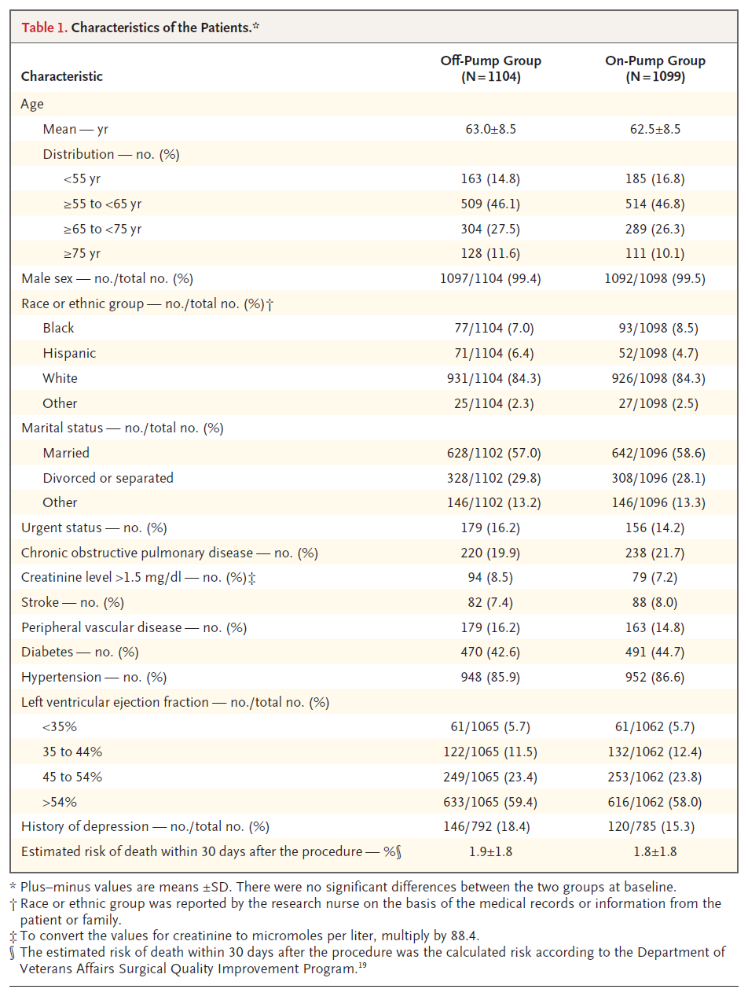 Table 1. Characteristics of the Patients.*
Characteristic Off-Pump Group (N=1104) On-Pump Group (N=1099)
Age
Mean — yr 63.0±8.5 62.5±8.5
Distribution — no. (%)
<55 yr 163 (14.8) 185 (16.8)
≥55 to <65 yr 509 (46.1) 514 (46.8)
≥65 to <75 yr 304 (27.5) 289 (26.3)
≥75 yr 128 (11.6) 111 (10.1)
Male sex — no./total no. (%) 1097/1104 (99.4) 1092/1098 (99.5)
Race or ethnic group — no./total no. (%)†
Black 77/1104 (7.0) 93/1098 (8.5)
Hispanic 71/1104 (6.4) 52/1098 (4.7)
White 931/1104 (84.3) 926/1098 (84.3)
Other 25/1104 (2.3) 27/1098 (2.5)
Marital status — no./total no. (%)
Married 628/1102 (57.0) 642/1096 (58.6)
Divorced or separated 328/1102 (29.8) 308/1096 (28.1)
Other 146/1102 (13.2) 146/1096 (13.3)
Urgent status — no. (%) 179 (16.2) 156 (14.2)
Chronic obstructive pulmonary disease — no. (%) 220 (19.9) 238 (21.7)
Creatinine level >1.5 mg/dl — no. (%)‡ 94 (8.5) 79 (7.2)
Stroke — no. (%) 82 (7.4) 88 (8.0)
Peripheral vascular disease — no. (%) 179 (16.2) 163 (14.8)
Diabetes — no. (%) 470 (42.6) 491 (44.7)
Hypertension — no. (%) 948 (85.9) 952 (86.6)
Left ventricular ejection fraction — no./total no. (%)
<35% 61/1065 (5.7) 61/1062 (5.7)
35 to 44% 122/1065 (11.5) 132/1062 (12.4)
45 to 54% 249/1065 (23.4) 253/1062 (23.8)
>54% 633/1065 (59.4) 616/1062 (58.0)
History of depression — no./total no. (%) 146/792 (18.4) 120/785 (15.3)
Estimated risk of death within 30 days after the procedure — %§ 1.9±1.8 1.8±1.8
* Plus–minus values are means ±SD. There were no significant differences between the two groups at baseline.
† Race or ethnic group was reported by the research nurse on the basis of the medical records or information from the
patient or family.
‡ To convert the values for creatinine to micromoles per liter, multiply by 88.4.
§ The estimated risk of death within 30 days after the procedure was the calculated risk according to the Department of
Veterans Affairs Surgical Quality Improvement Program.19